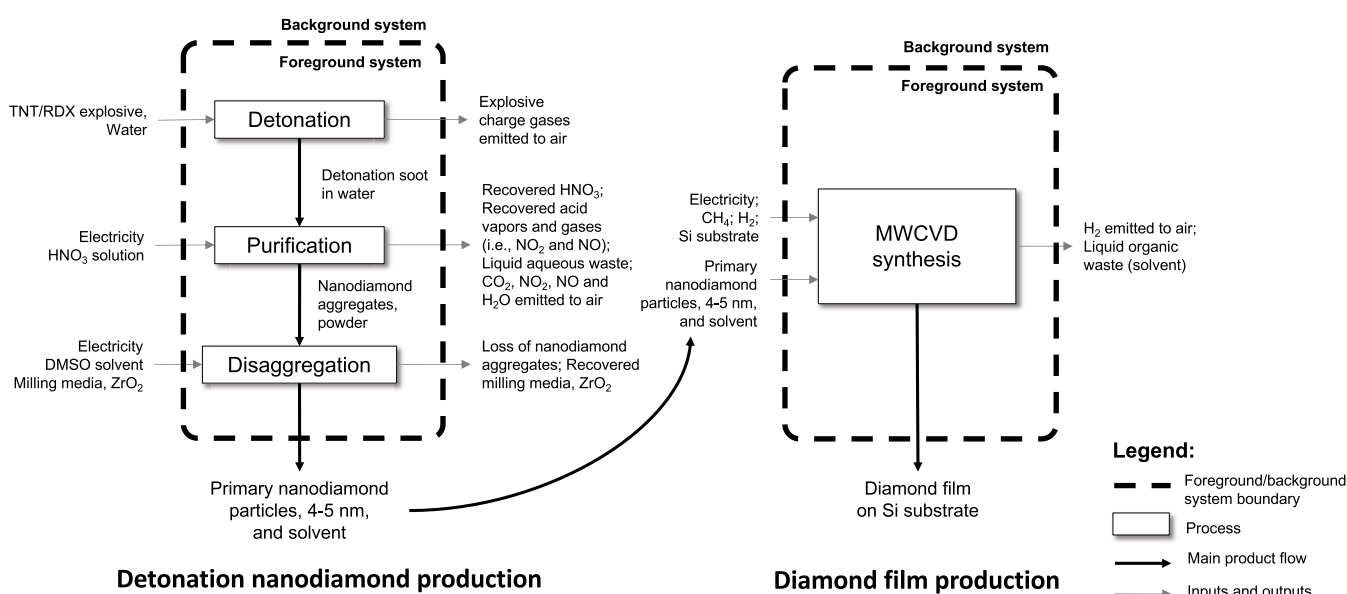 Background system
Foreground system
TNT/RDX explosive,
Water
Detonation
Explosive
charge gases
emitted to air
Detonation soot
in water
Electricity
HNO₃ solution
Purification
Recovered HNO₃;
Recovered acid
vapors and gases
(i.e., NO₂ and NO);
Liquid aqueous waste;
CO₂, NO₂, NO and
H₂O emitted to air
Nanodiamond
aggregates,
powder
Electricity
DMSO solvent
Milling media, ZrO₂
Disaggregation
Loss of nanodiamond
aggregates; Recovered
milling media, ZrO₂
Primary nanodiamond
particles, 4-5 nm,
and solvent
Detonation nanodiamond production
Background system
Foreground system
Electricity;
CH₄; H₂;
Si substrate
Primary
nanodiamond
particles, 4-5 nm,
and solvent
MWCVD
synthesis
H₂ emitted to air;
Liquid organic
waste (solvent)
Diamond film
on Si substrate
Diamond film production
Legend:
Foreground/background
system boundary
Process
Main product flow
Inputs and outputs